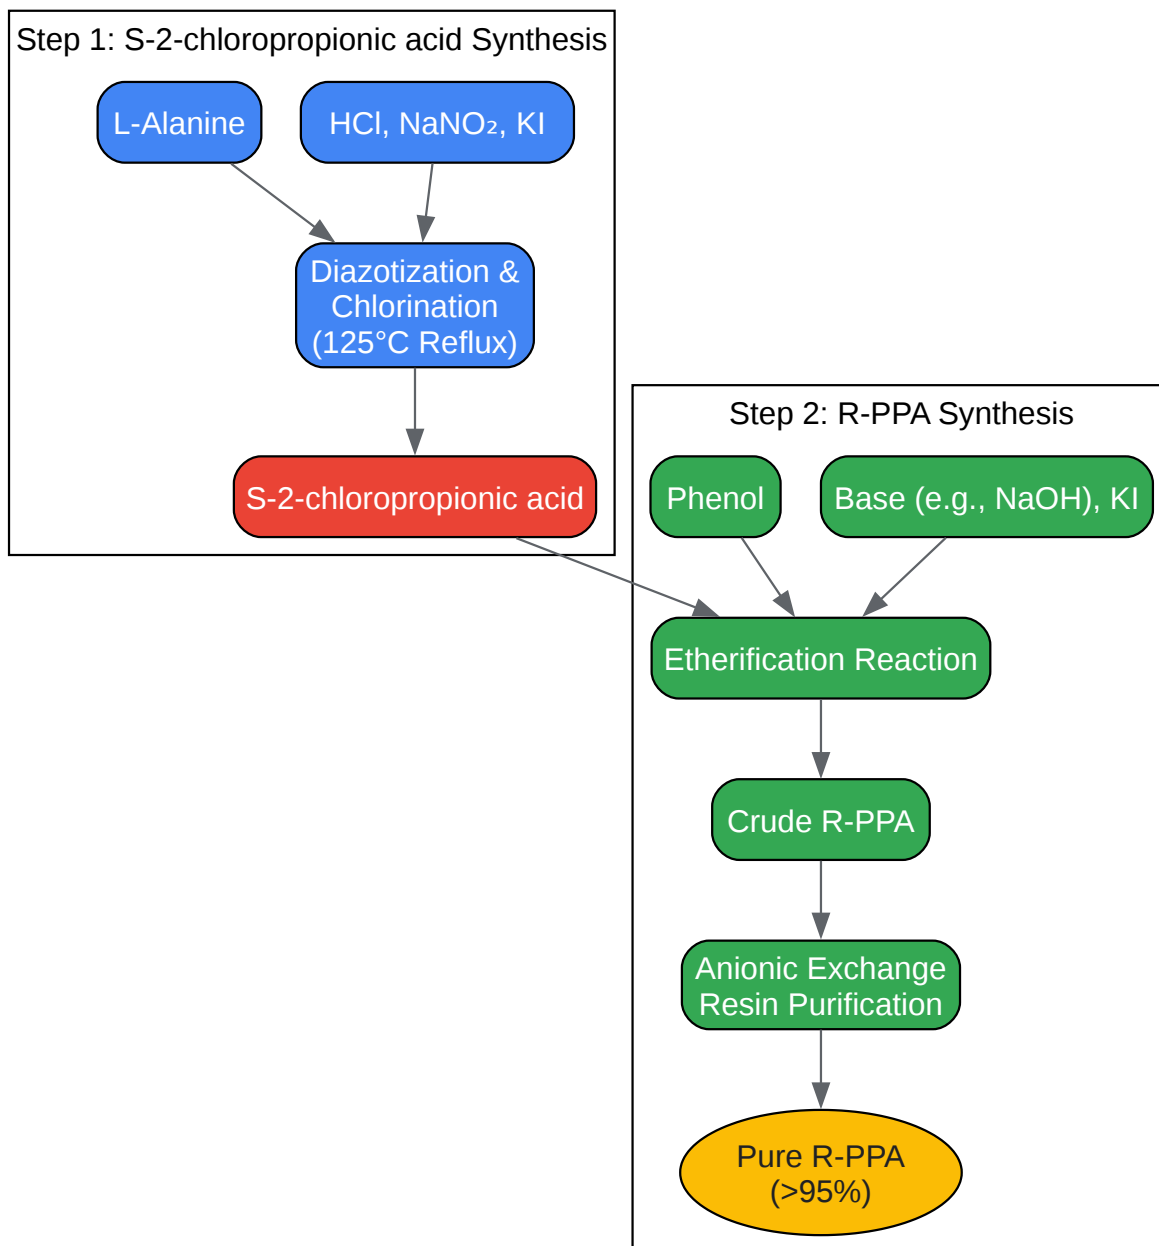 Step 1: S-2-chloropropionic acid Synthesis
L-Alanine
HCl, NaNO₂, KI
Diazotization &
Chlorination
(125°C Reflux)
S-2-chloropropionic acid
Step 2: R-PPA Synthesis
Phenol
Base (e.g., NaOH), KI
Etherification Reaction
Crude R-PPA
Anionic Exchange
Resin Purification
Pure R-PPA
(>95%)